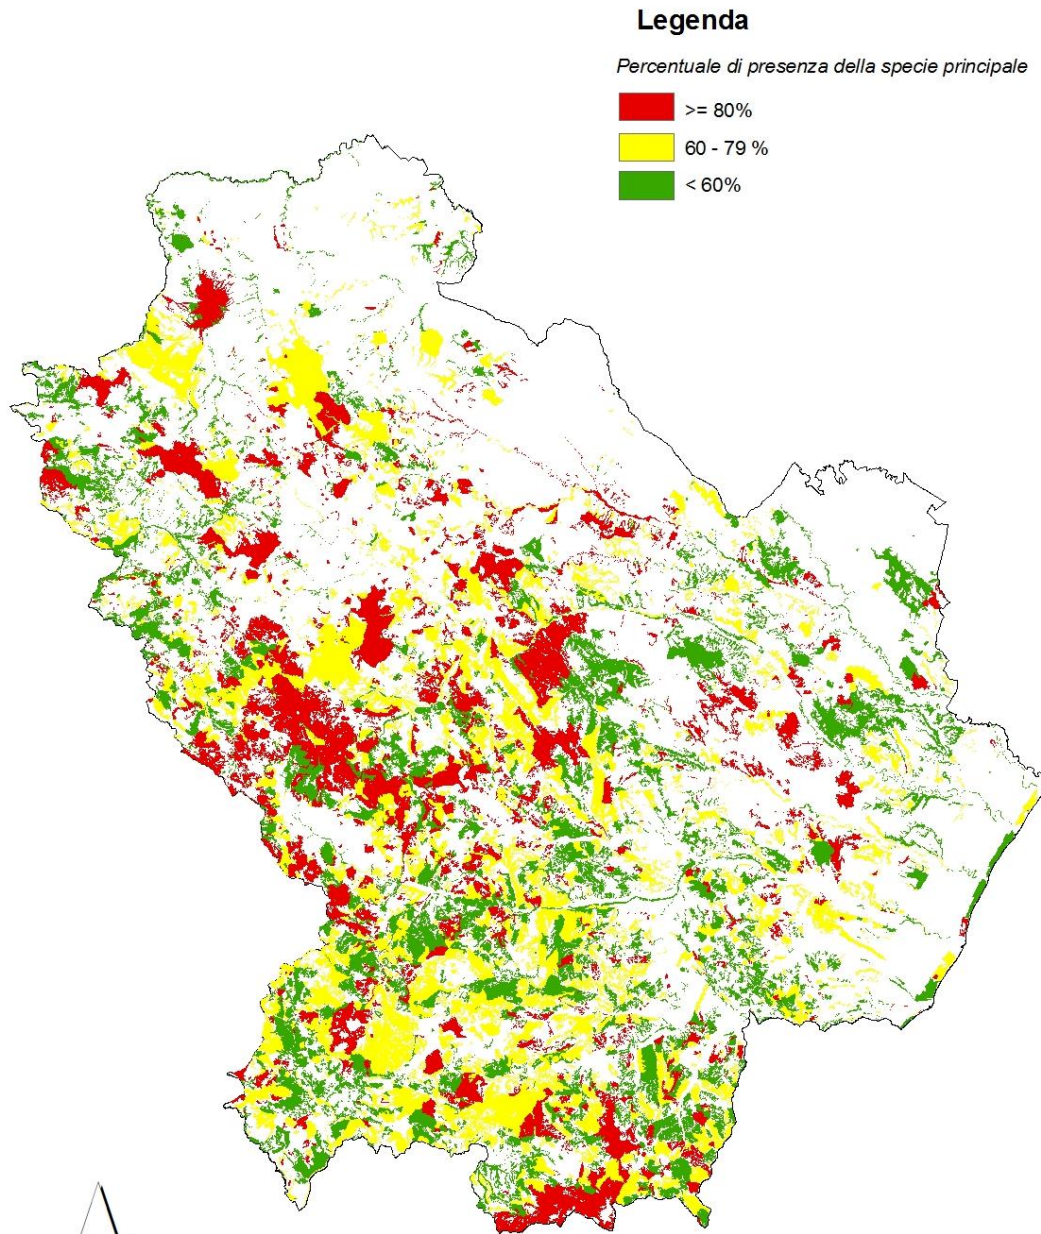 Legenda
Percentuale di presenza della specie principale
>= 80%
60 - 79 %
< 60%